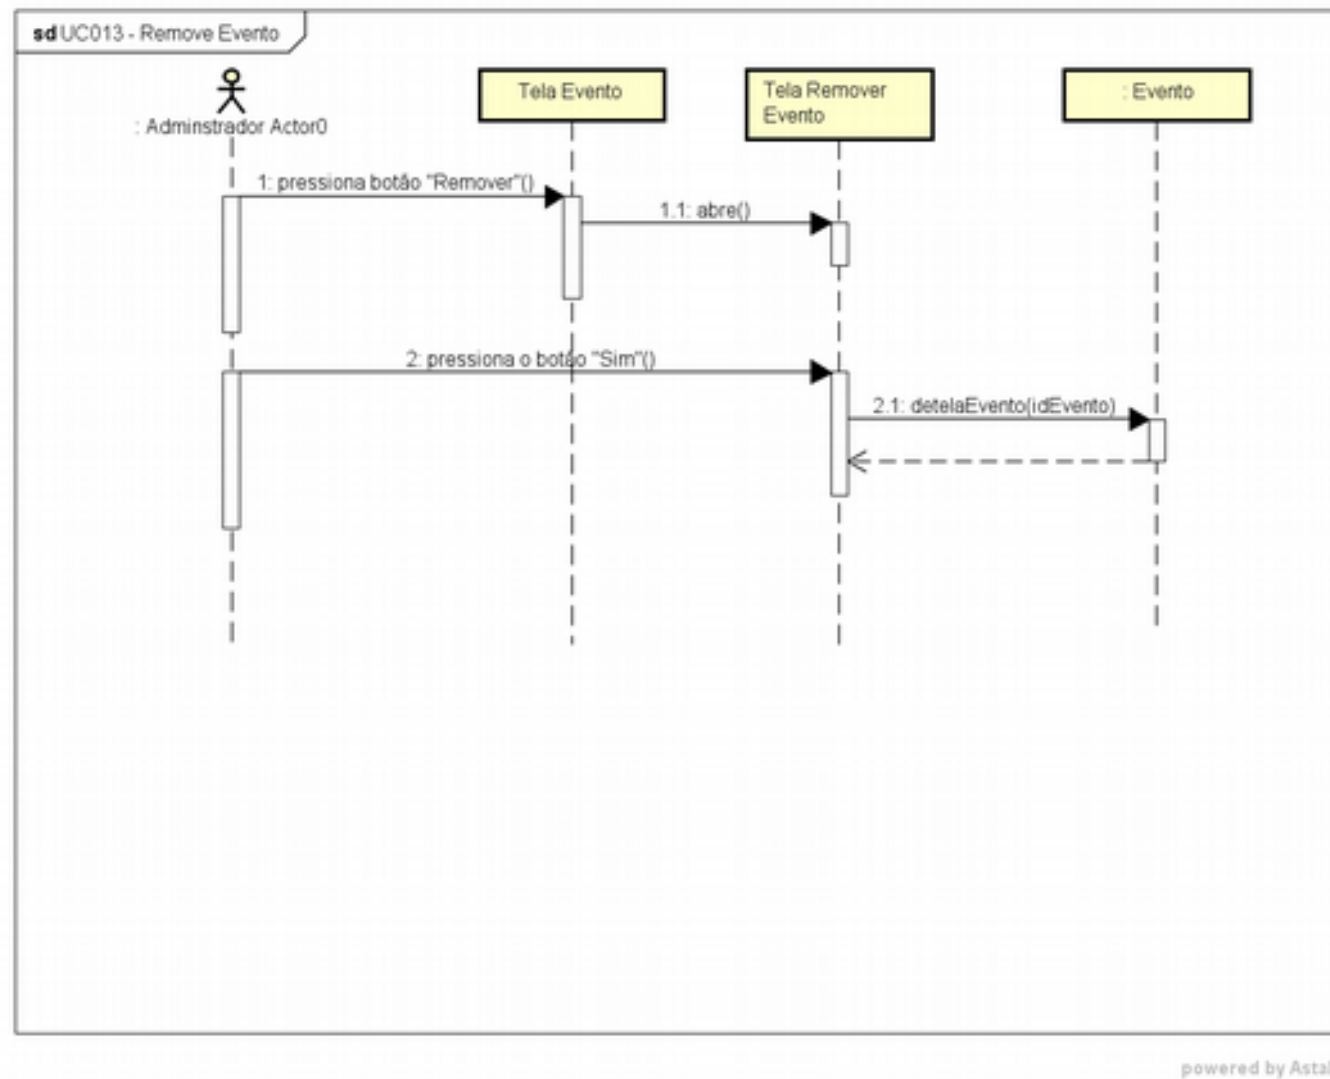 sd UC013 - Remove Evento
: Adminstrador Actor0
Tela Evento
Tela Remover
Evento
: Evento
1: pressiona botão "Remover"()
1.1: abre()
2: pressiona o botão "Sim"()
2.1: detelaEvento(idEvento)
powered by Asta